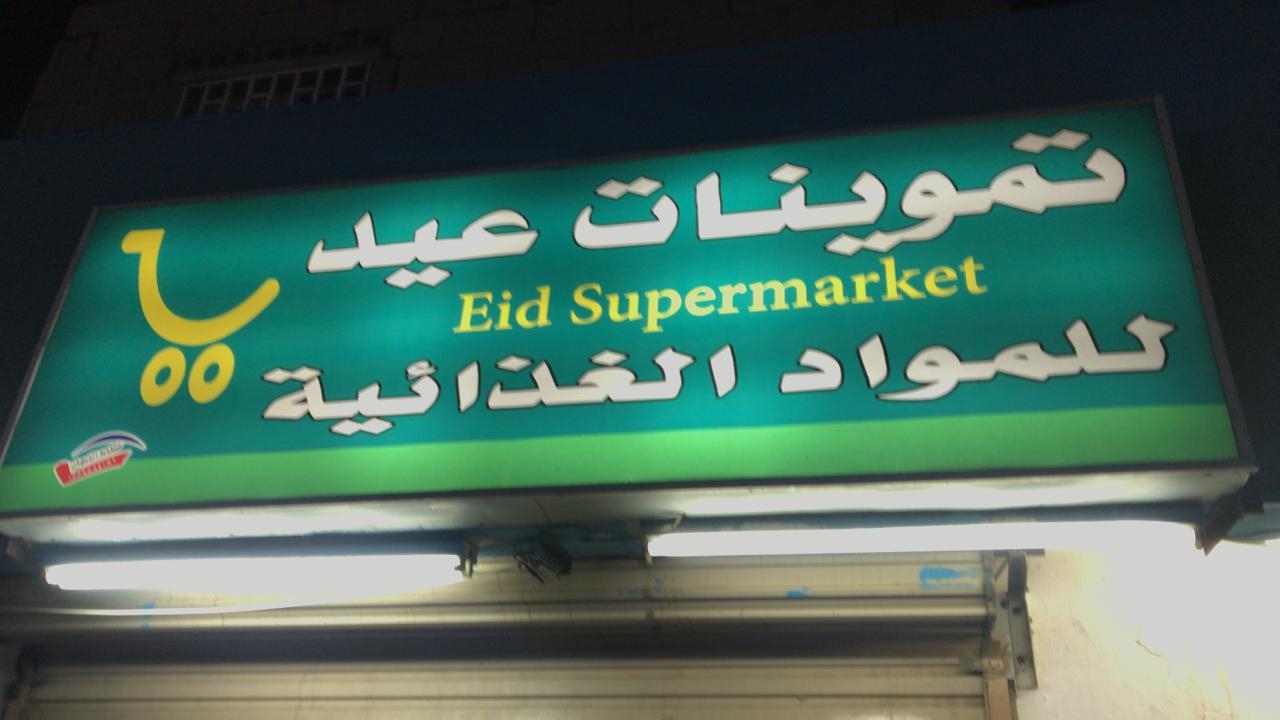 تموينات عيد
Eid Supermarket
للمواد الغذائية